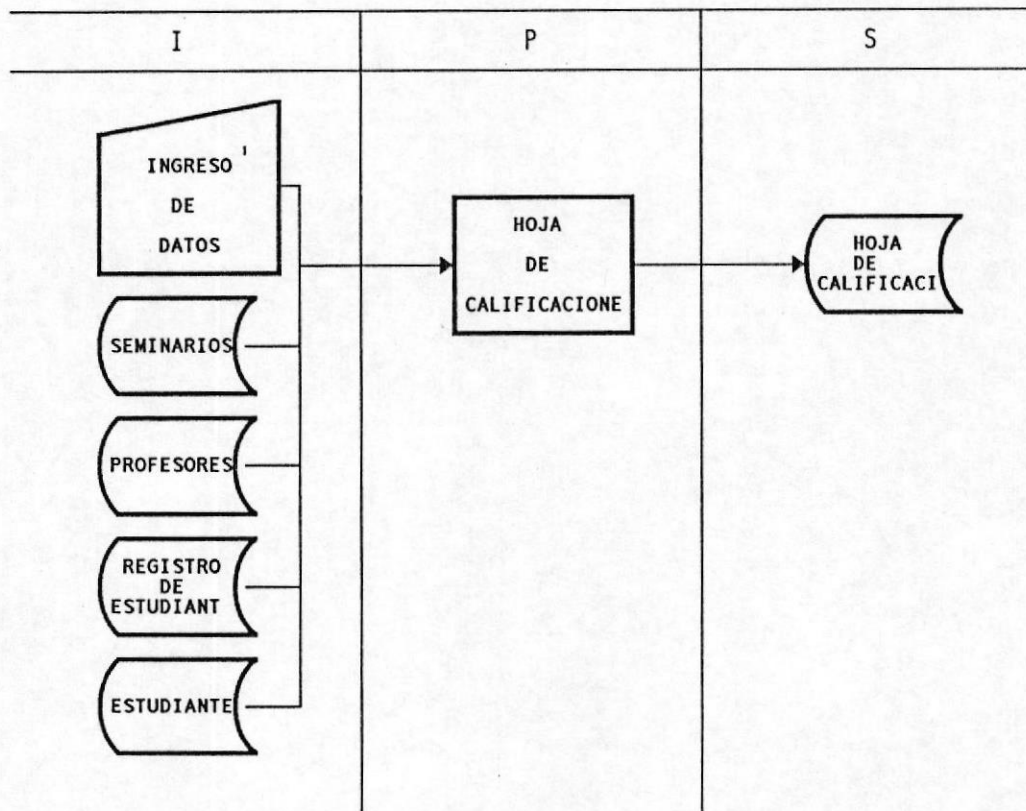 I
P
S
INGRESO '
DE
DATOS
SEMINARIOS
PROFESORES
REGISTRO
DE
ESTUDIANT
ESTUDIANTE
HOJA
DE
CALIFICACIONE
HOJA
DE
CALIFICACI